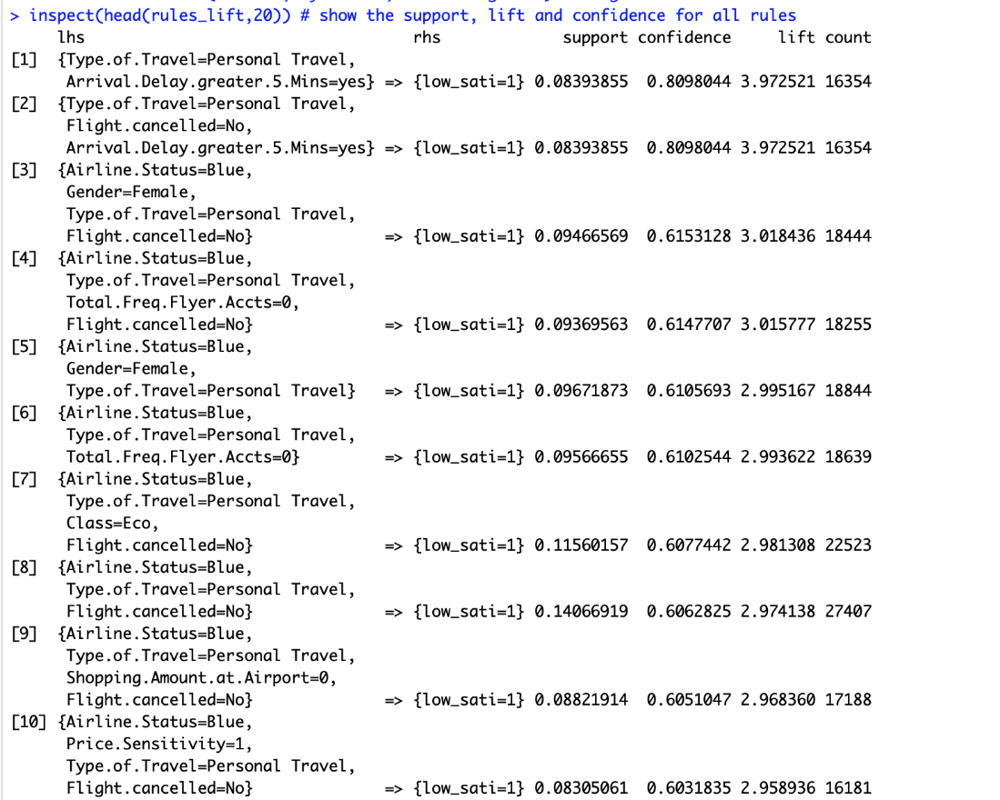 > inspect(head(rules_lift,20)) # show the support, lift and confidence for all rules
lhs rhs support confidence lift count
[1] {Type.of.Travel=Personal Travel,
Arrival.Delay.greater.5.Mins=yes} => {low_sati=1} 0.08393855 0.8098044 3.972521 16354
[2] {Type.of.Travel=Personal Travel,
Flight.cancelled=No,
Arrival.Delay.greater.5.Mins=yes} => {low_sati=1} 0.08393855 0.8098044 3.972521 16354
[3] {Airline.Status=Blue,
Gender=Female,
Type.of.Travel=Personal Travel,
Flight.cancelled=No} => {low_sati=1} 0.09466569 0.6153128 3.018436 18444
[4] {Airline.Status=Blue,
Type.of.Travel=Personal Travel,
Total.Freq.Flyer.Accts=0,
Flight.cancelled=No} => {low_sati=1} 0.09369563 0.6147707 3.015777 18255
[5] {Airline.Status=Blue,
Gender=Female,
Type.of.Travel=Personal Travel} => {low_sati=1} 0.09671873 0.6105693 2.995167 18844
[6] {Airline.Status=Blue,
Type.of.Travel=Personal Travel,
Total.Freq.Flyer.Accts=0} => {low_sati=1} 0.09566655 0.6102544 2.993622 18639
[7] {Airline.Status=Blue,
Type.of.Travel=Personal Travel,
Class=Eco,
Flight.cancelled=No} => {low_sati=1} 0.11560157 0.6077442 2.981308 22523
[8] {Airline.Status=Blue,
Type.of.Travel=Personal Travel,
Flight.cancelled=No} => {low_sati=1} 0.14066919 0.6062825 2.974138 27407
[9] {Airline.Status=Blue,
Type.of.Travel=Personal Travel,
Shopping.Amount.at.Airport=0,
Flight.cancelled=No} => {low_sati=1} 0.08821914 0.6051047 2.968360 17188
[10] {Airline.Status=Blue,
Price.Sensitivity=1,
Type.of.Travel=Personal Travel,
Flight.cancelled=No} => {low_sati=1} 0.08305061 0.6031835 2.958936 16181